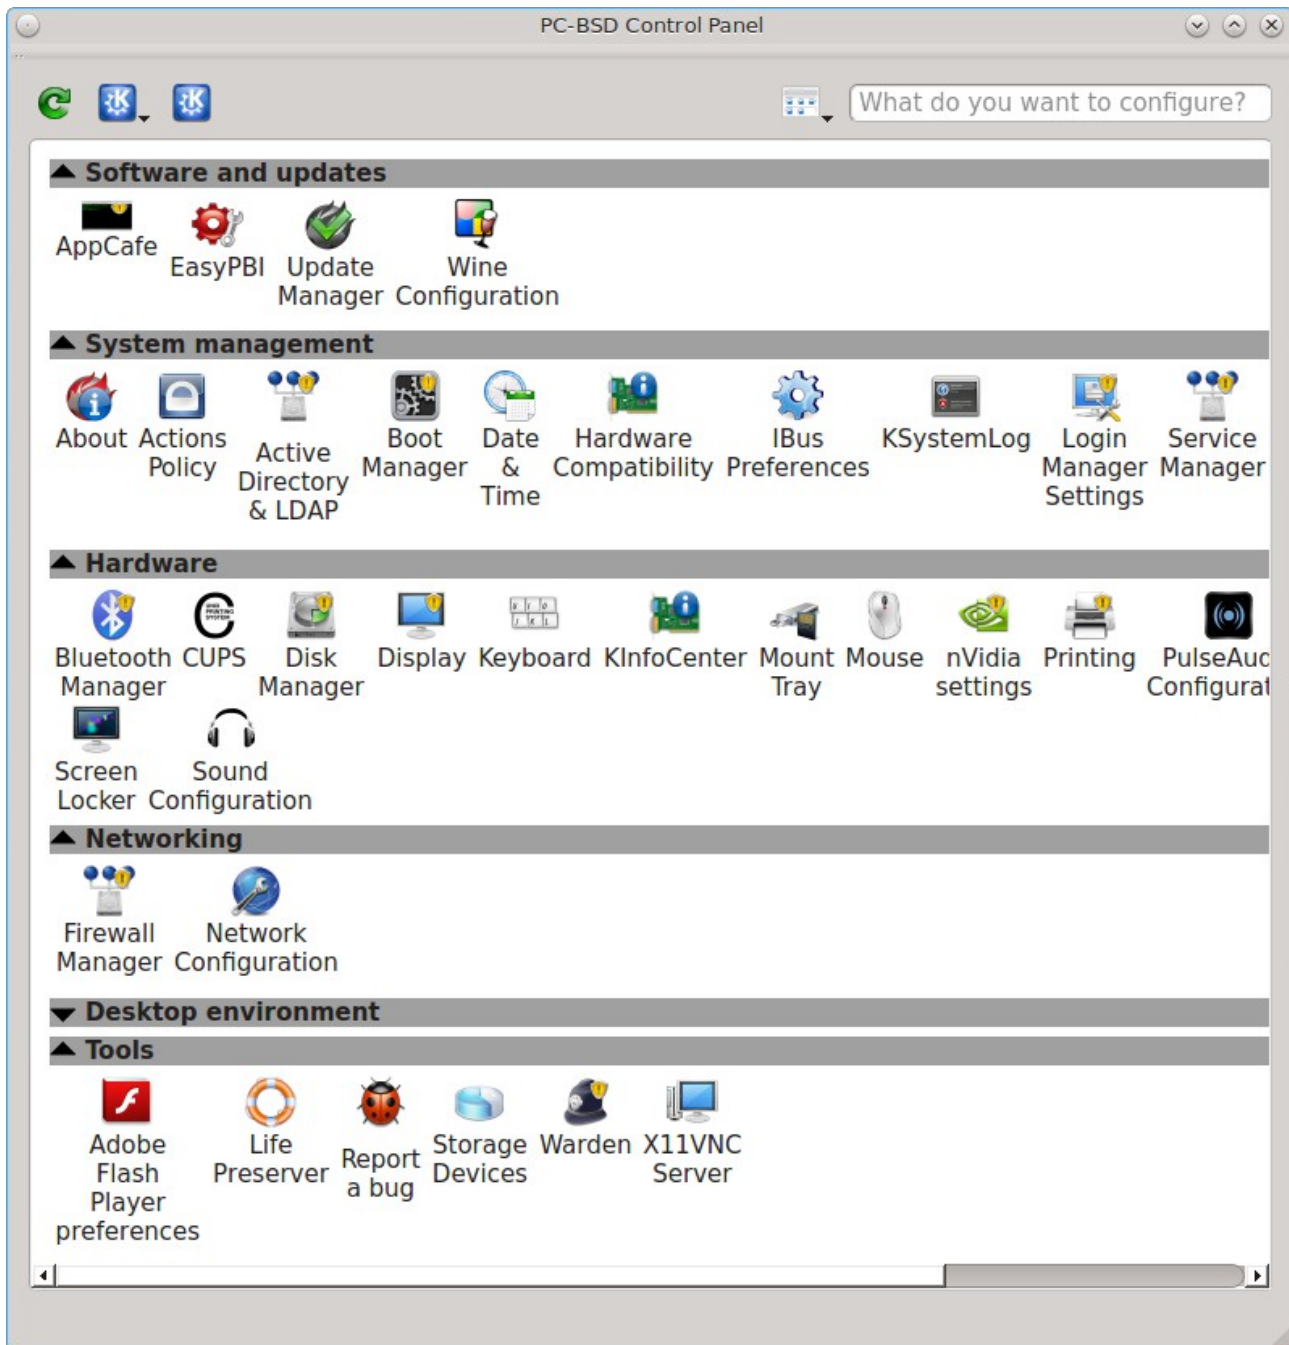 PC-BSD Control Panel
What do you want to configure?
Software and updates
AppCafe
EasyPBI
Update
Manager
Wine
Configuration
System management
About
Actions
Policy
Active
Directory
& LDAP
Boot
Manager
Date
&
Time
Hardware
Compatibility
IBus
Preferences
KSystemLog
Login
Manager
Settings
Service
Manager
Hardware
Bluetooth
Manager
CUPS
Disk
Manager
Display
Keyboard
KInfoCenter
Mount
Tray
Mouse
nVidia
settings
Printing
PulseAud
Configurat
Screen
Locker
Sound
Configuration
Networking
Firewall
Manager
Network
Configuration
Desktop environment
Tools
Adobe
Flash
Player
preferences
Life
Preserver
Report
a bug
Storage
Devices
Warden
X11VNC
Server